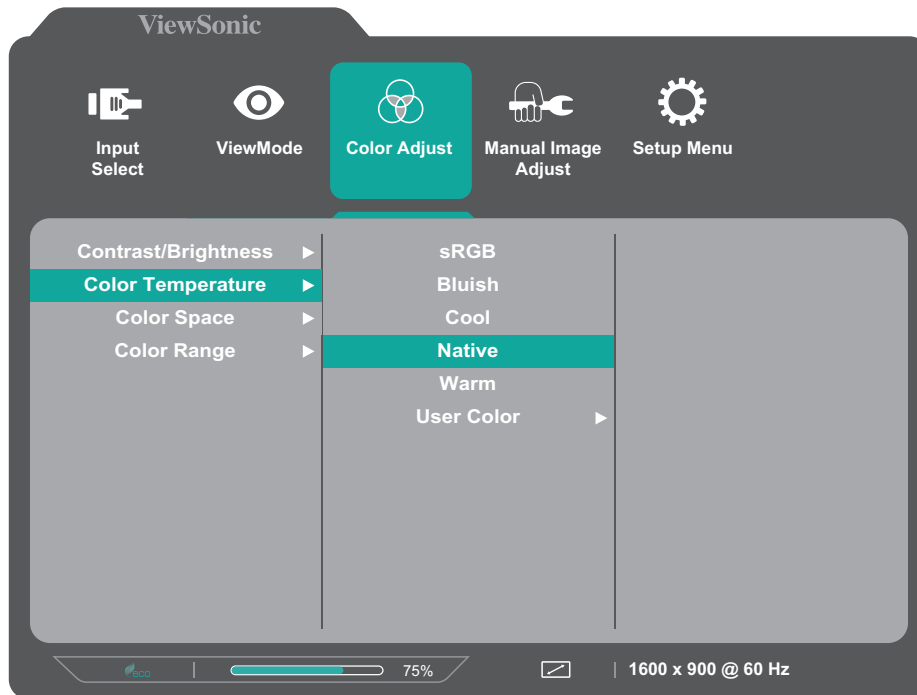 ViewSonic
Input
Select
ViewMode
Color Adjust
Manual Image
Adjust
Setup Menu
Contrast/Brightness
Color Temperature
Color Space
Color Range
sRGB
Bluish
Cool
Native
Warm
User Color
eco
75%
1600 x 900 @ 60 Hz